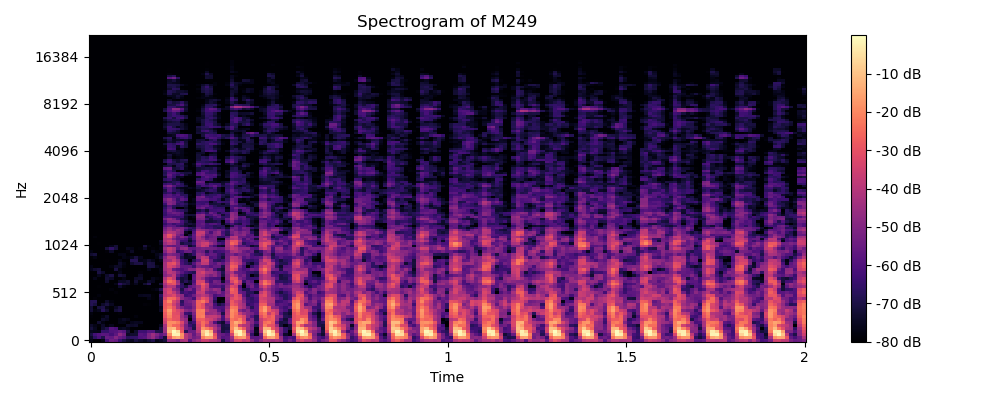 Spectrogram of M249
16384
8192
4096
2048
1024
512
0
Hz
0
0.5
1
1.5
2
Time
-10 dB
-20 dB
-30 dB
-40 dB
-50 dB
-60 dB
-70 dB
-80 dB